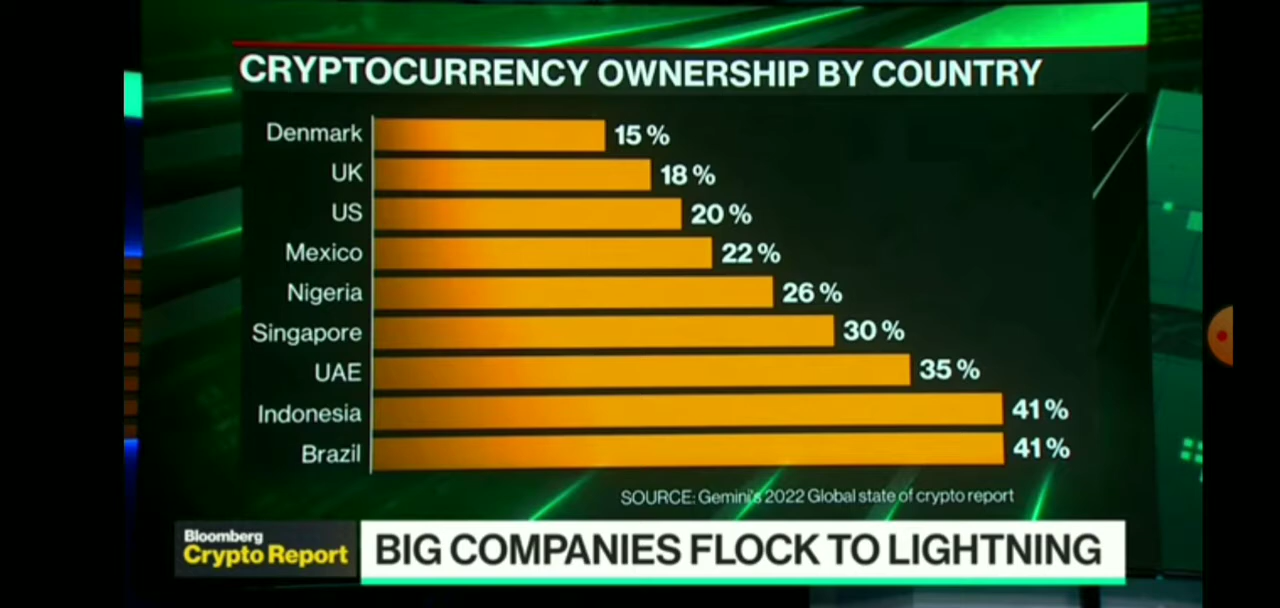 CRYPTOCURRENCY OWNERSHIP BY COUNTRY
Denmark 15%
UK 18%
US 20%
Mexico 22%
Nigeria 26%
Singapore 30%
UAE 35%
Indonesia 41%
Brazil 41%
SOURCE: Gemini's 2022 Global state of crypto report
Bloomberg
Crypto Report
BIG COMPANIES FLOCK TO LIGHTNING